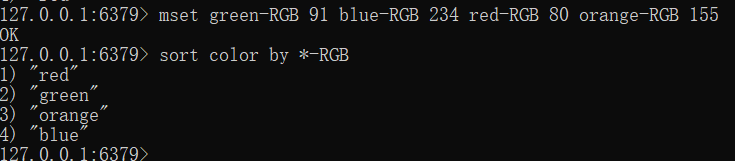 127.0.0.1:6379> mset green-RGB 91 blue-RGB 234 red-RGB 80 orange-RGB 155
OK
127.0.0.1:6379> sort color by *-RGB
1) "red"
2) "green"
3) "orange"
4) "blue"
127.0.0.1:6379>